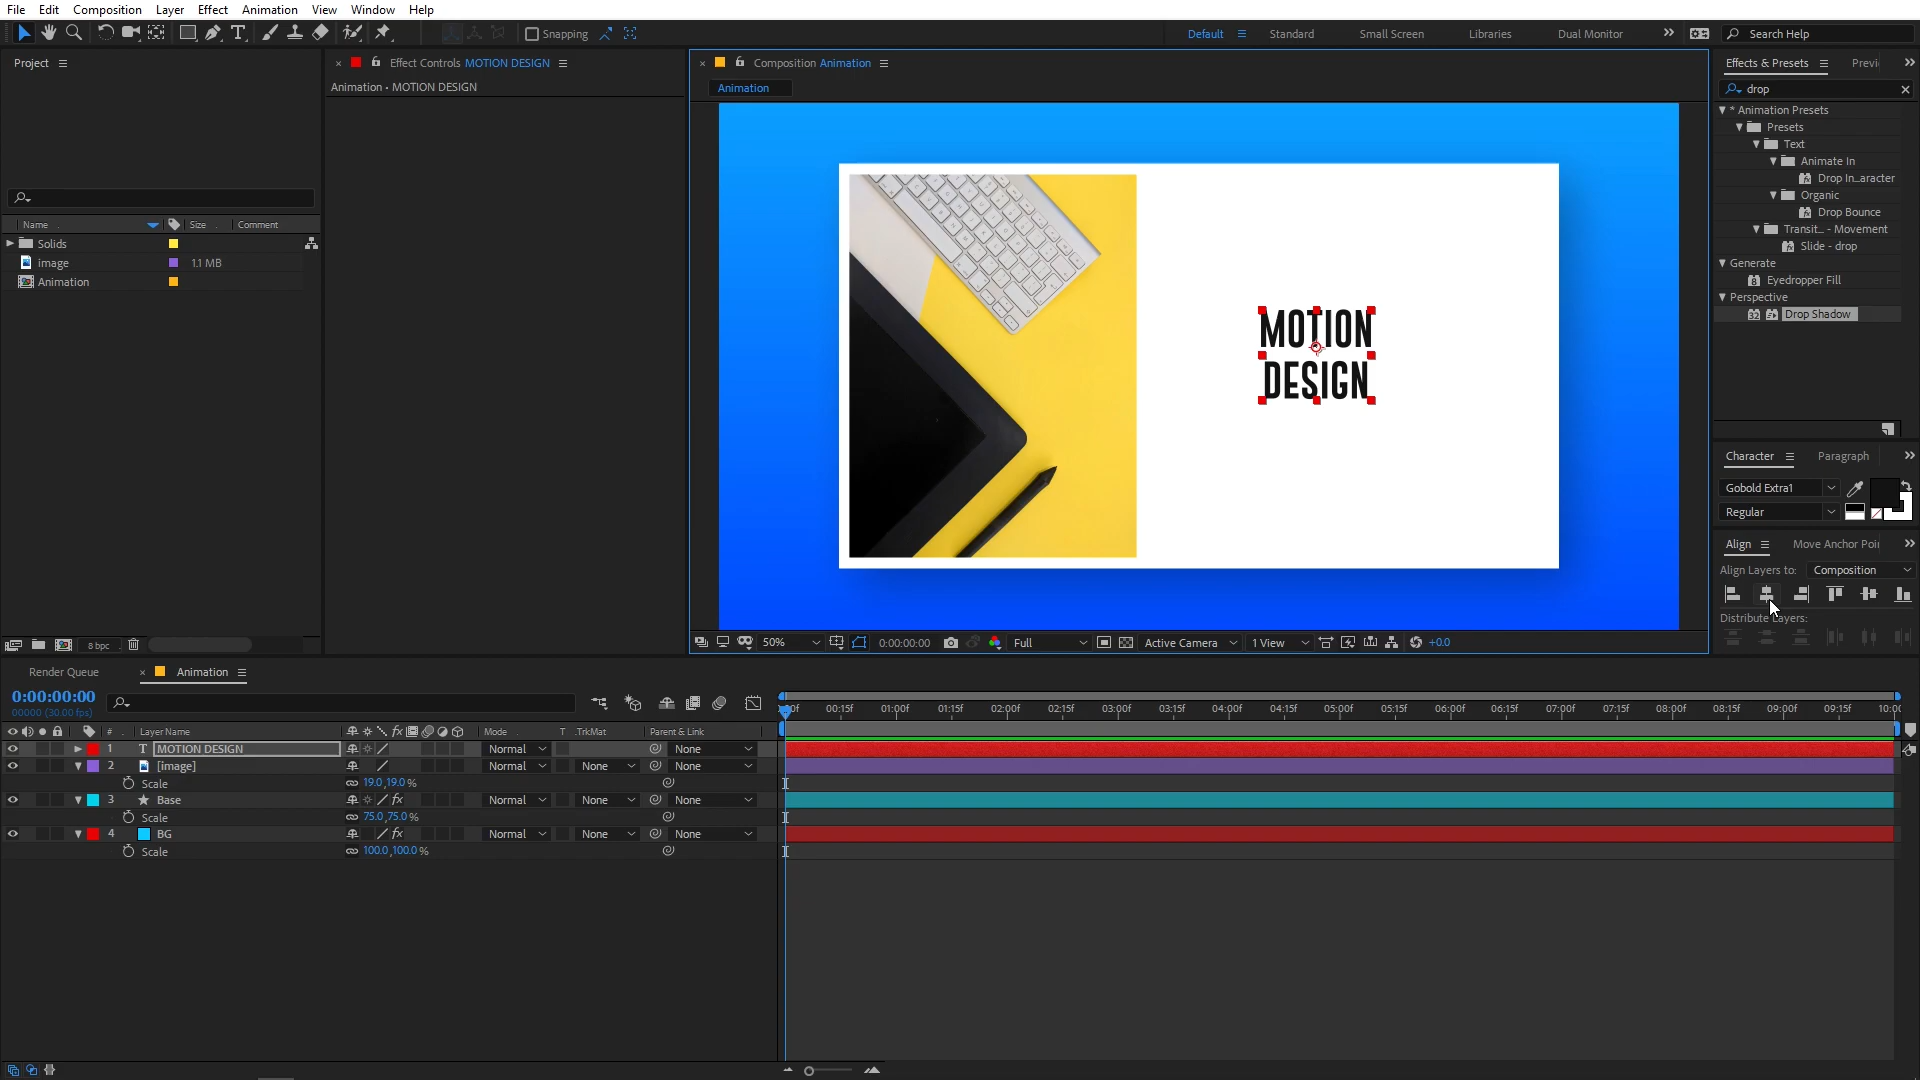 File Edit Composition Layer Effect Animation View Window Help
Snapping Default Standard Small Screen Libraries Dual Monitor Search Help
Project
Effect Controls MOTION DESIGN
Composition Animation
Effects & Presets
Previ
Animation • MOTION DESIGN
Animation
drop
* Animation Presets
Presets
Text
Animate In
Drop In...aracter
Organic
Drop Bounce
Transit... - Movement
Slide - drop
Generate
Eyedropper Fill
Perspective
Drop Shadow
Name Size Comment
Solids
image 1.1 MB
Animation
MOTION
DESIGN
Character Paragraph
Gobold Extra1
Regular
Align Move Anchor Poi
Align Layers to: Composition
Distribute Layers:
8 bpc
50% 0:00:00:00 Full Active Camera 1 View +0.0
Render Queue Animation
0:00:00:00
00000 (30.00 fps)
:00f 00:15f 01:00f 01:15f 02:00f 02:15f 03:00f 03:15f 04:00f 04:15f 05:00f 05:15f 06:00f 06:15f 07:00f 07:15f 08:00f 08:15f 09:00f 09:15f 10:00
# Layer Name Mode T .TrkMat Parent & Link
1 T MOTION DESIGN Normal None
2 [image] Normal None None
Scale 19.0,19.0 %
3 Base Normal None None
Scale 75.0,75.0 %
4 BG Normal None None
Scale 100.0,100.0 %